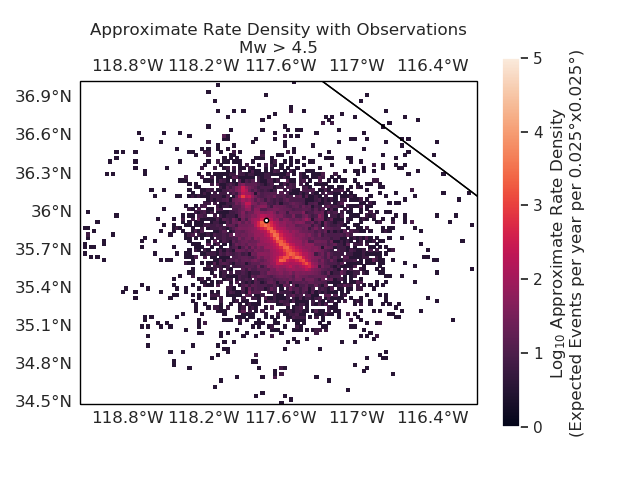 Approximate Rate Density with Observations
Mw > 4.5
118.8°W 118.2°W 117.6°W 117°W 116.4°W
36.9°N
36.6°N
36.3°N
36°N
35.7°N
35.4°N
35.1°N
34.8°N
34.5°N
118.8°W 118.2°W 117.6°W 117°W 116.4°W
5
4
3
2
1
0
Log₁₀ Approximate Rate Density
(Expected Events per year per 0.025°x0.025°)